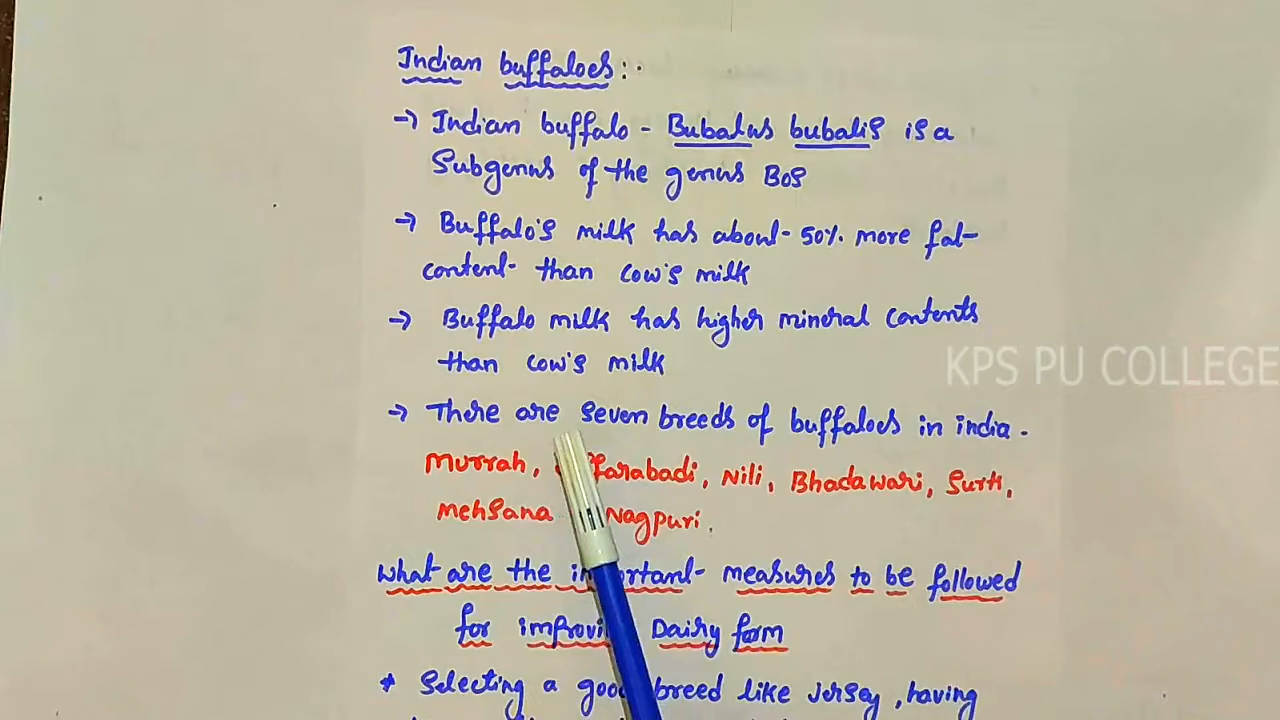 Indian buffaloes:-
→ Indian buffalo - Bubalus bubalis is a
Subgenus of the genus Bos
→ Buffalo's milk has about 50% more fat
content than cow's milk
→ Buffalo milk has higher mineral contents
than cow's milk
KPS PU COLLEGE
→ There are seven breeds of buffaloes in india.
Murrah, Nili, Bhadawari, Surti,
Mehsana Nagpuri.
What are the measures to be followed
for Dairy farm
* Selecting a good breed like Jersey, having